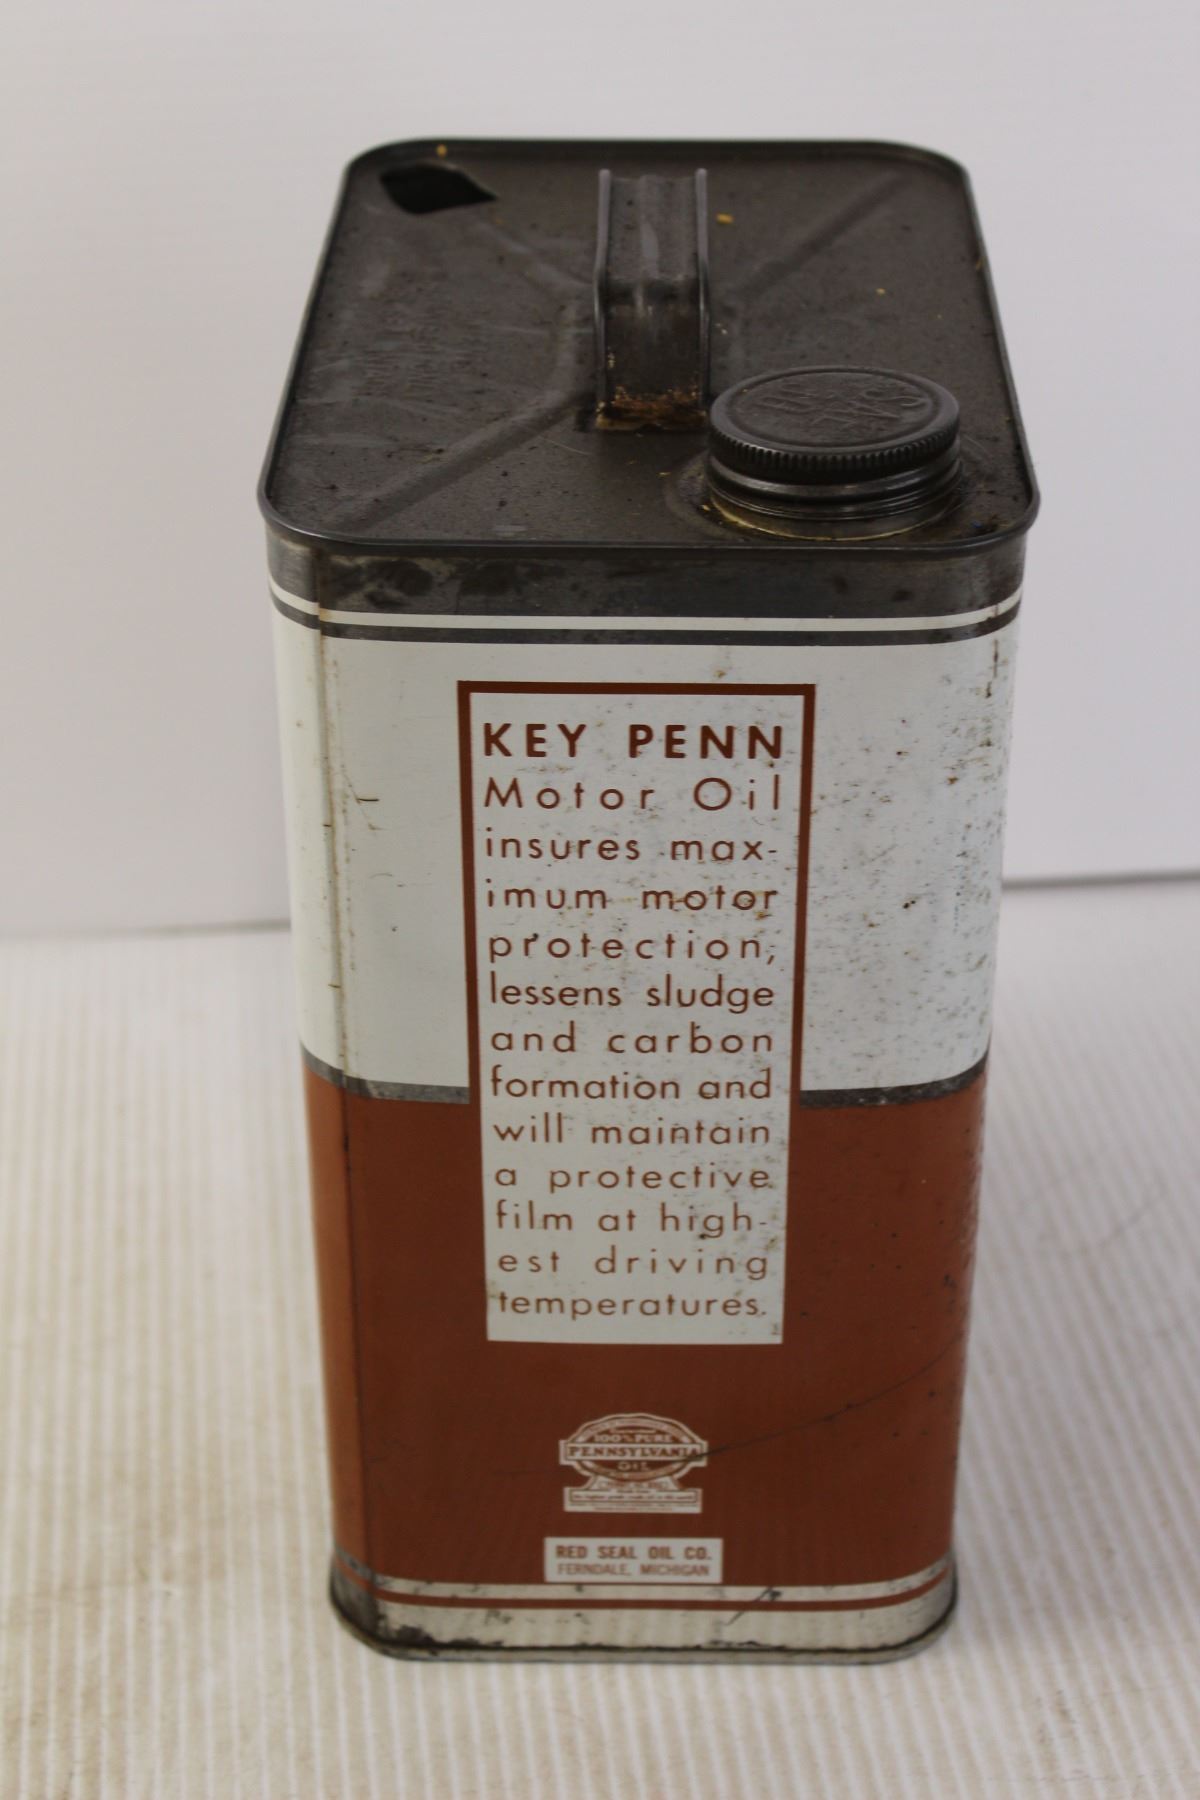 KEY PENN
Motor Oil
insures max-
imum motor
protection,
lessens sludge
and carbon
formation and
will maintain
a protective
film at high-
est driving
temperatures.
100% PURE
PENNSYLVANIA
OIL
RED SEAL OIL CO.
FERNDALE, MICHIGAN